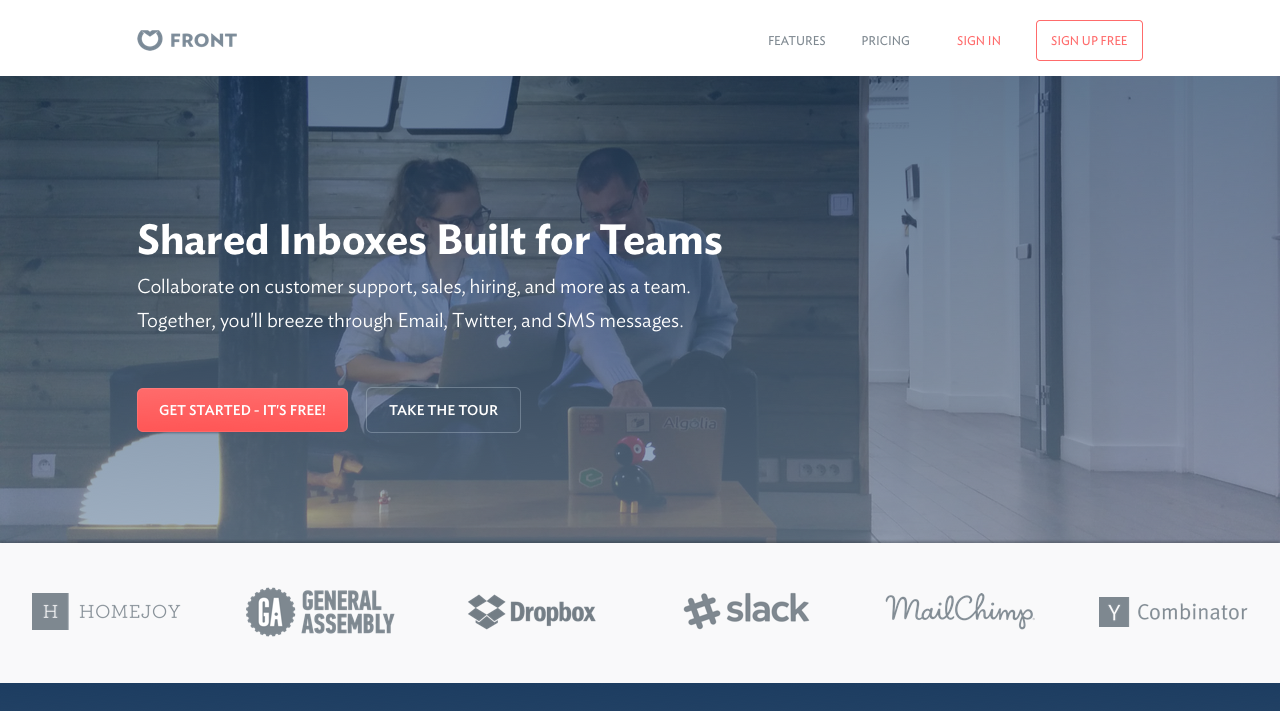 FRONT
FEATURES
PRICING
SIGN IN
SIGN UP FREE
Shared Inboxes Built for Teams
Collaborate on customer support, sales, hiring, and more as a team.
Together, you'll breeze through Email, Twitter, and SMS messages.
GET STARTED - IT'S FREE!
TAKE THE TOUR
Algolia
H HOMEJOY
GA GENERAL
ASSEMBLY
Dropbox
slack
MailChimp
Y Combinator